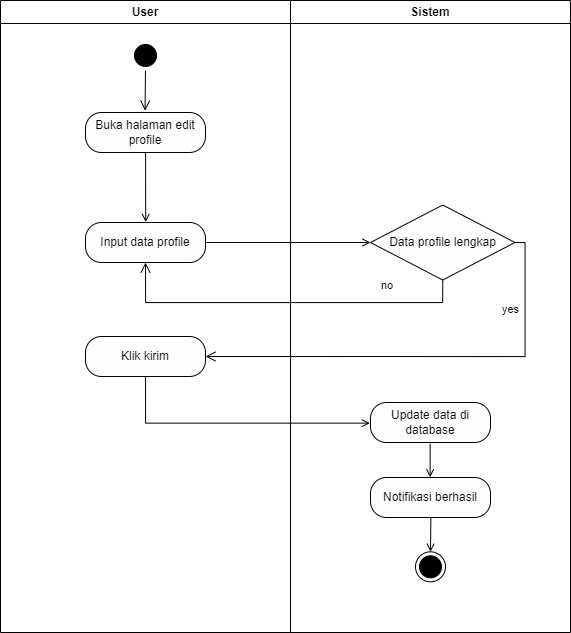 User
Sistem
Buka halaman edit
profile
Input data profile
Data profile lengkap
no
yes
Klik kirim
Update data di
database
Notifikasi berhasil